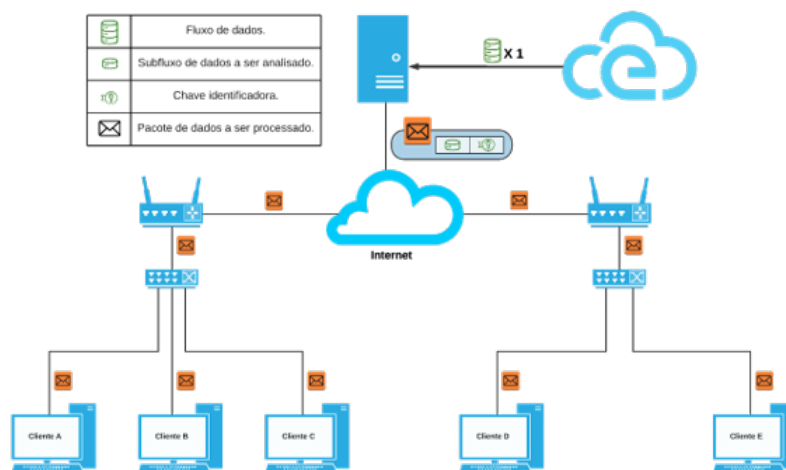 Fluxo de dados.
Subfluxo de dados a ser analisado.
Chave identificadora.
Pacote de dados a ser processado.
X 1
Internet
Cliente A
Cliente B
Cliente C
Cliente D
Cliente E